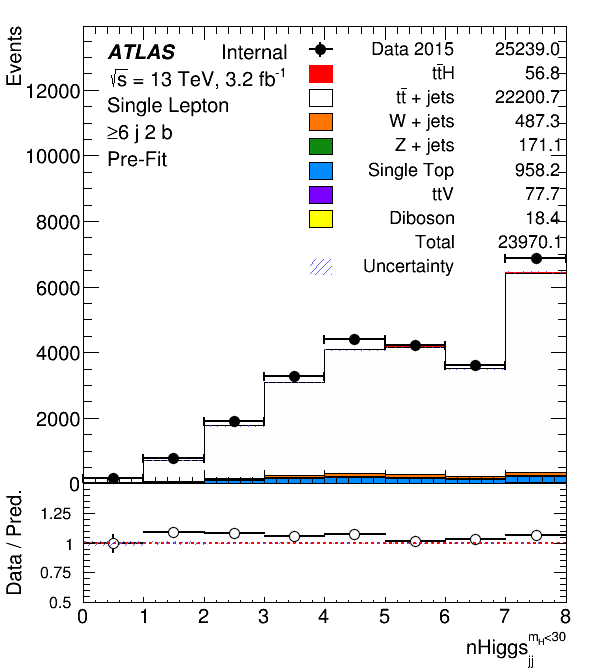 Events
ATLAS Internal
√s = 13 TeV, 3.2 fb-1
Single Lepton
≥6 j 2 b
Pre-Fit
Data 2015 25239.0
tt̄H 56.8
tt̄ + jets 22200.7
W + jets 487.3
Z + jets 171.1
Single Top 958.2
ttV 77.7
Diboson 18.4
Total 23970.1
Uncertainty
12000
10000
8000
6000
4000
2000
0
Data / Pred.
1.25
1
0.75
0.5
0 1 2 3 4 5 6 7 8
nHiggs mH<30 jj